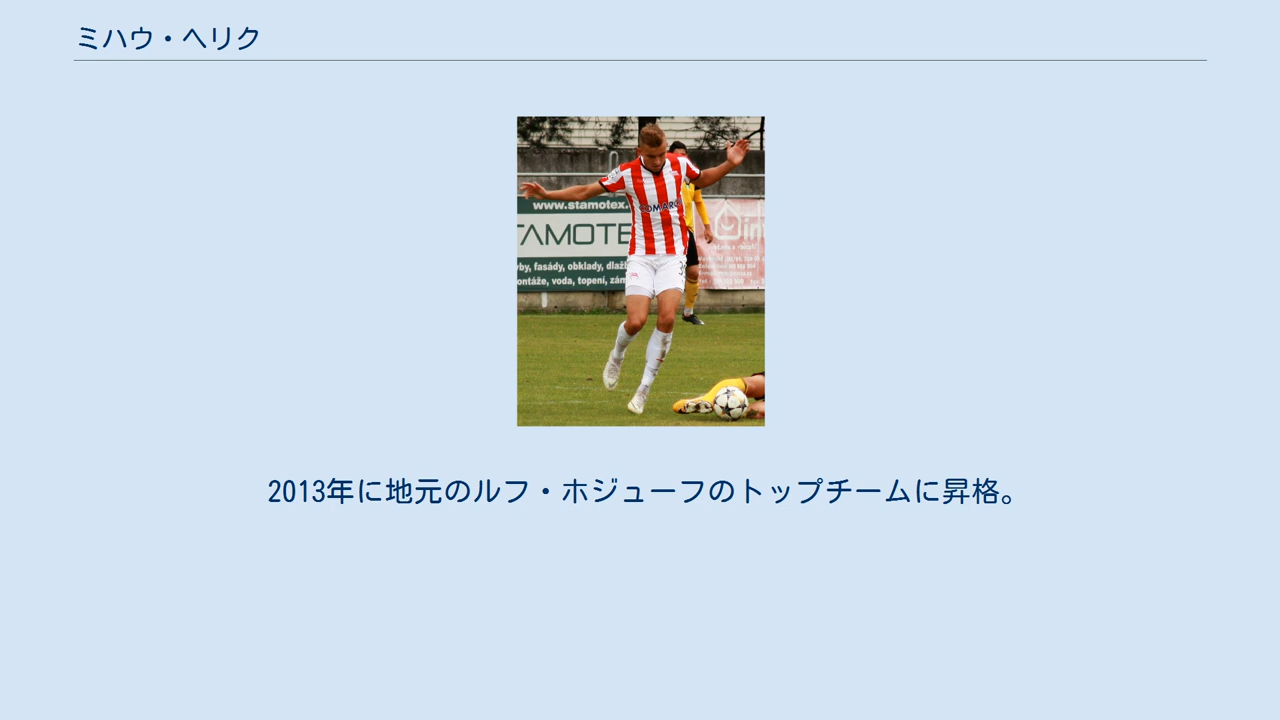 ミハウ・ヘリク
www.stamotex.
TAMOTE
yby, fasády, obklady, dlaž
ontáže, voda, topení, zám
COMARC
2013年に地元のルフ・ホジューフのトップチームに昇格。